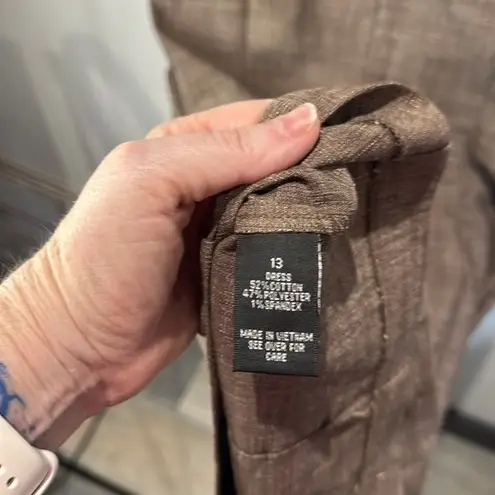 13
DRESS
52%COTTON
47%POLYESTER
1%SPANDEX
MADE IN VIETNAM
SEE OVER FOR
CARE